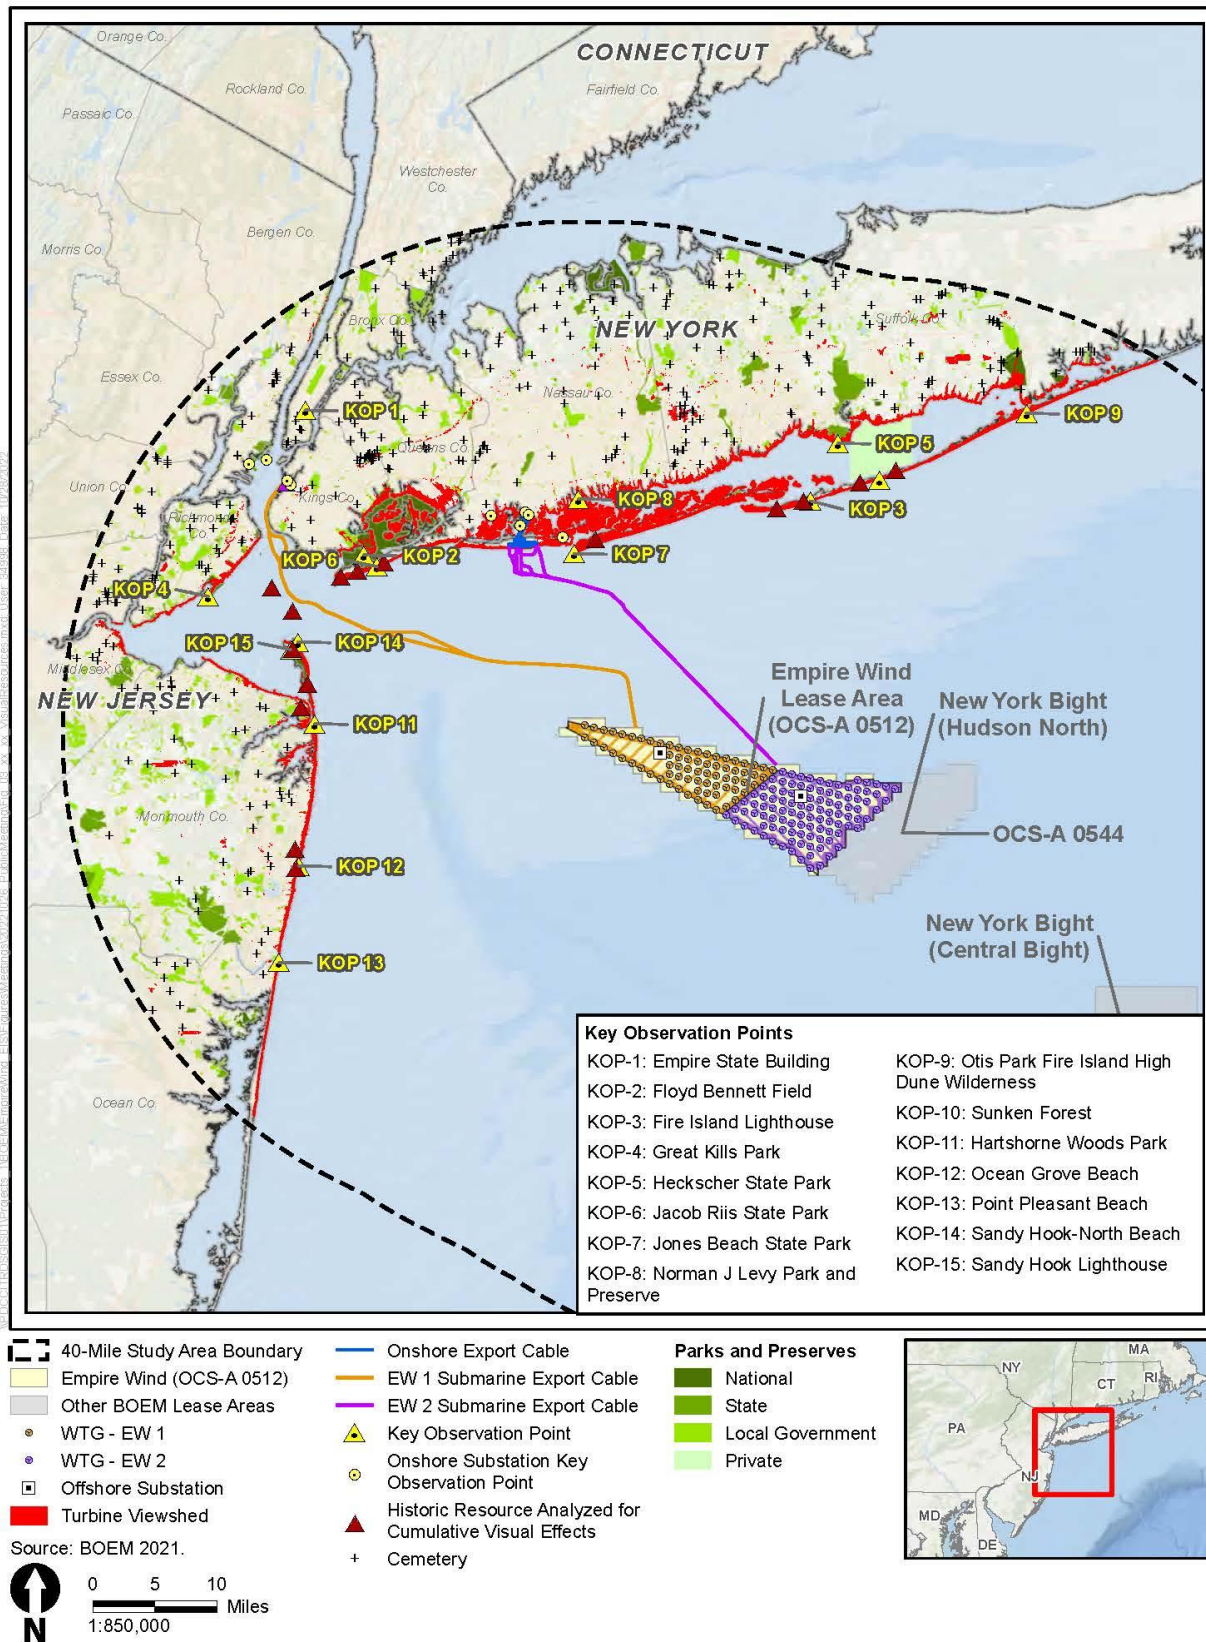 CONNECTICUT
Orange Co.
Rockland Co.
Fairfield Co.
Passaic Co.
Westchester
Co.
Bergen Co.
Morris Co.
Bronx Co.
NEW YORK
Suffolk Co.
Essex Co.
Nassau Co.
KOP 1
KOP 9
Queens Co.
KOP 5
Union Co.
Kings Co.
KOP 8
KOP 3
Richmond
Co.
KOP 6
KOP 2
KOP 7
KOP 4
KOP 15
KOP 14
Middlesex Co.
NEW JERSEY
KOP 11
Empire Wind
Lease Area
(OCS-A 0512)
New York Bight
(Hudson North)
Monmouth Co.
OCS-A 0544
KOP 12
New York Bight
(Central Bight)
KOP 13
Ocean Co.
Key Observation Points
KOP-1: Empire State Building
KOP-2: Floyd Bennett Field
KOP-3: Fire Island Lighthouse
KOP-4: Great Kills Park
KOP-5: Heckscher State Park
KOP-6: Jacob Riis State Park
KOP-7: Jones Beach State Park
KOP-8: Norman J Levy Park and
Preserve
KOP-9: Otis Park Fire Island High
Dune Wilderness
KOP-10: Sunken Forest
KOP-11: Hartshorne Woods Park
KOP-12: Ocean Grove Beach
KOP-13: Point Pleasant Beach
KOP-14: Sandy Hook-North Beach
KOP-15: Sandy Hook Lighthouse
40-Mile Study Area Boundary
Empire Wind (OCS-A 0512)
Other BOEM Lease Areas
WTG - EW 1
WTG - EW 2
Offshore Substation
Turbine Viewshed
Onshore Export Cable
EW 1 Submarine Export Cable
EW 2 Submarine Export Cable
Key Observation Point
Onshore Substation Key
Observation Point
Historic Resource Analyzed for
Cumulative Visual Effects
Cemetery
Parks and Preserves
National
State
Local Government
Private
NY
MA
CT
RI
PA
NJ
MD
DE
Source: BOEM 2021.
N
0 5 10
Miles
1:850,000